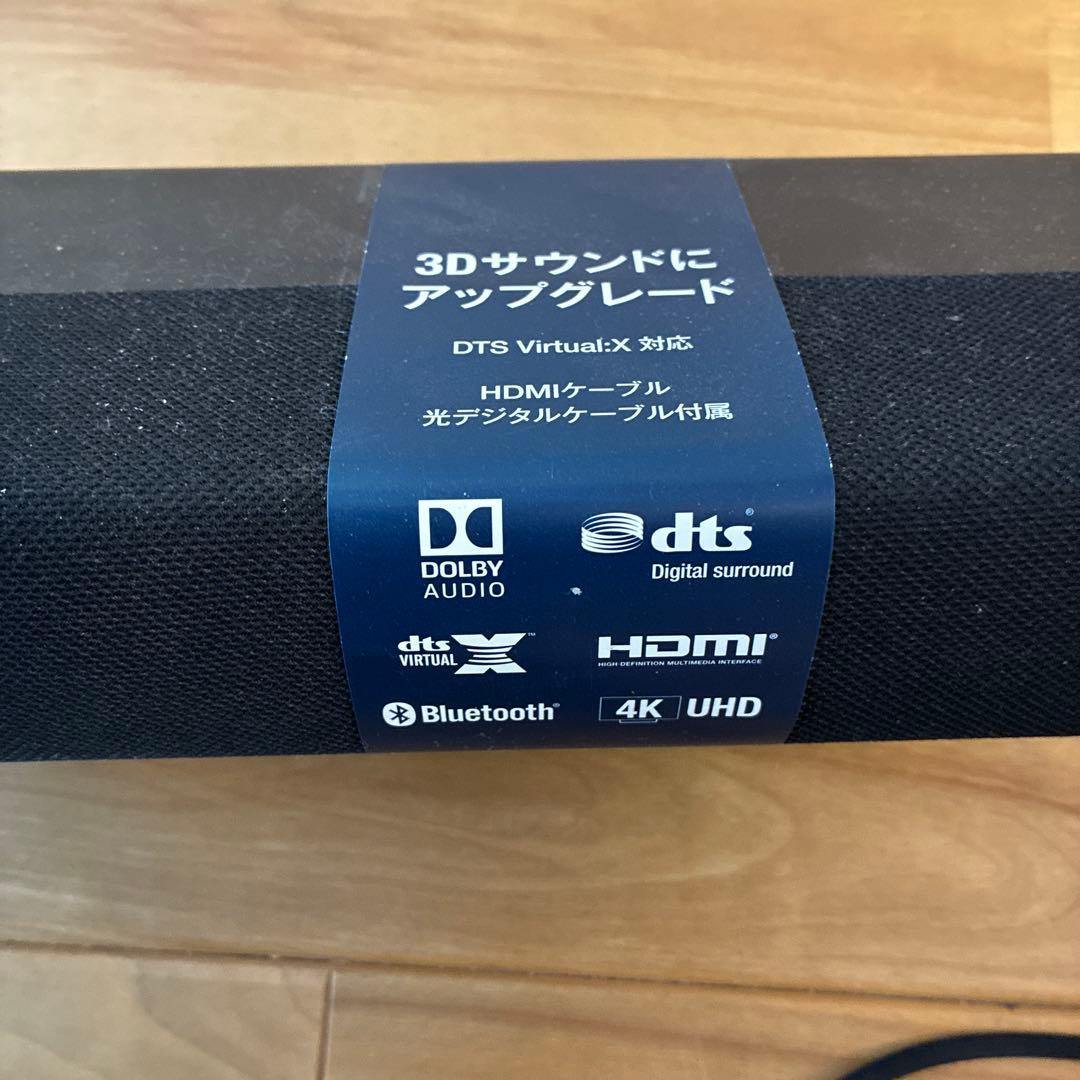 3Dサウンドに
アップグレード
DTS Virtual:X 対応
HDMIケーブル
光デジタルケーブル付属
DOLBY
AUDIO
dts®
Digital surround
dts
VIRTUAL X™
HDMI®
HIGH-DEFINITION MULTIMEDIA INTERFACE
Bluetooth®
4K UHD